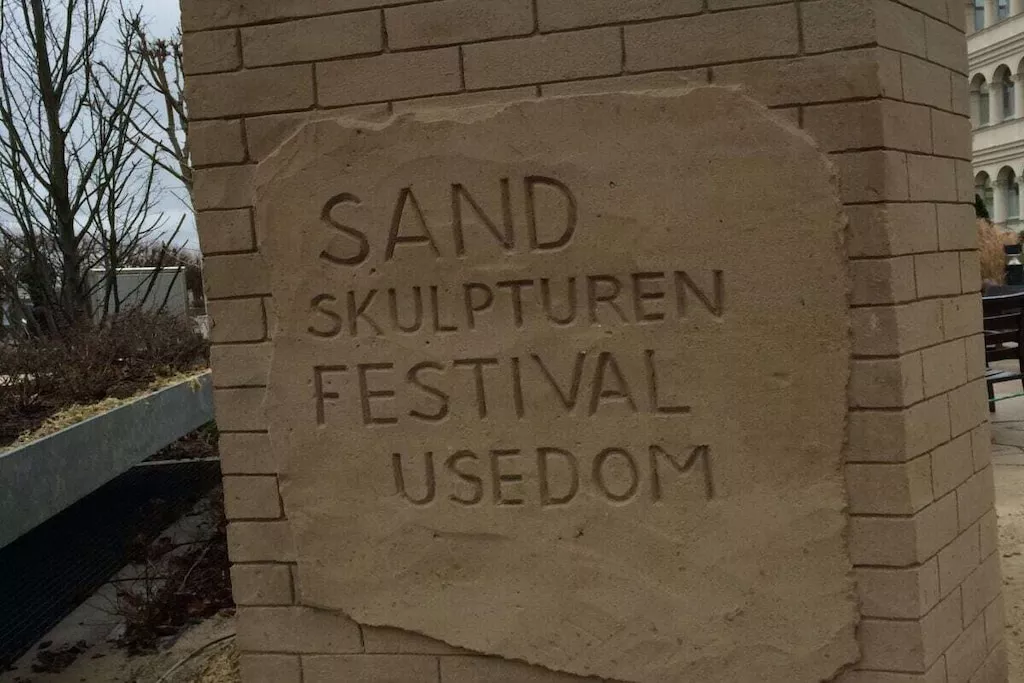 SAND
SKULPTUREN
FESTIVAL
USEDOM